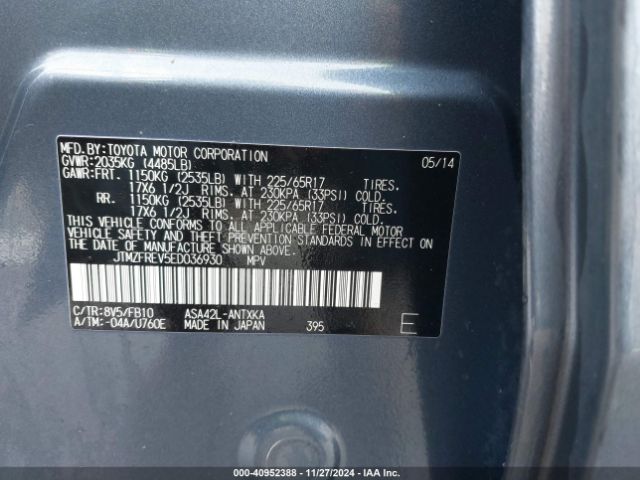 MFD.BY:TOYOTA MOTOR CORPORATION 05/14
GVWR:2035KG (4485LB)
GAWR:FRT. 1150KG (2535LB) WITH 225/65R17 TIRES.
17X6 1/2J RIMS. AT 230KPA (33PSI) COLD.
RR. 1150KG (2535LB) WITH 225/65R17 TIRES.
17X6 1/2J RIMS. AT 230KPA (33PSI) COLD.
THIS VEHICLE CONFORMS TO ALL APPLICABLE FEDERAL MOTOR
VEHICLE SAFETY AND THEFT PREVENTION STANDARDS IN EFFECT
ON THE DATE OF MANUFACTURE SHOWN ABOVE.
JTMZFREV5ED036930 MPV
C/TR:8V5/FB10 ASA42L-ANTXKA
A/TM:-04A/U760E MADE IN JAPAN 395 E
000-40952388 - 11/27/2024 - IAA Inc.